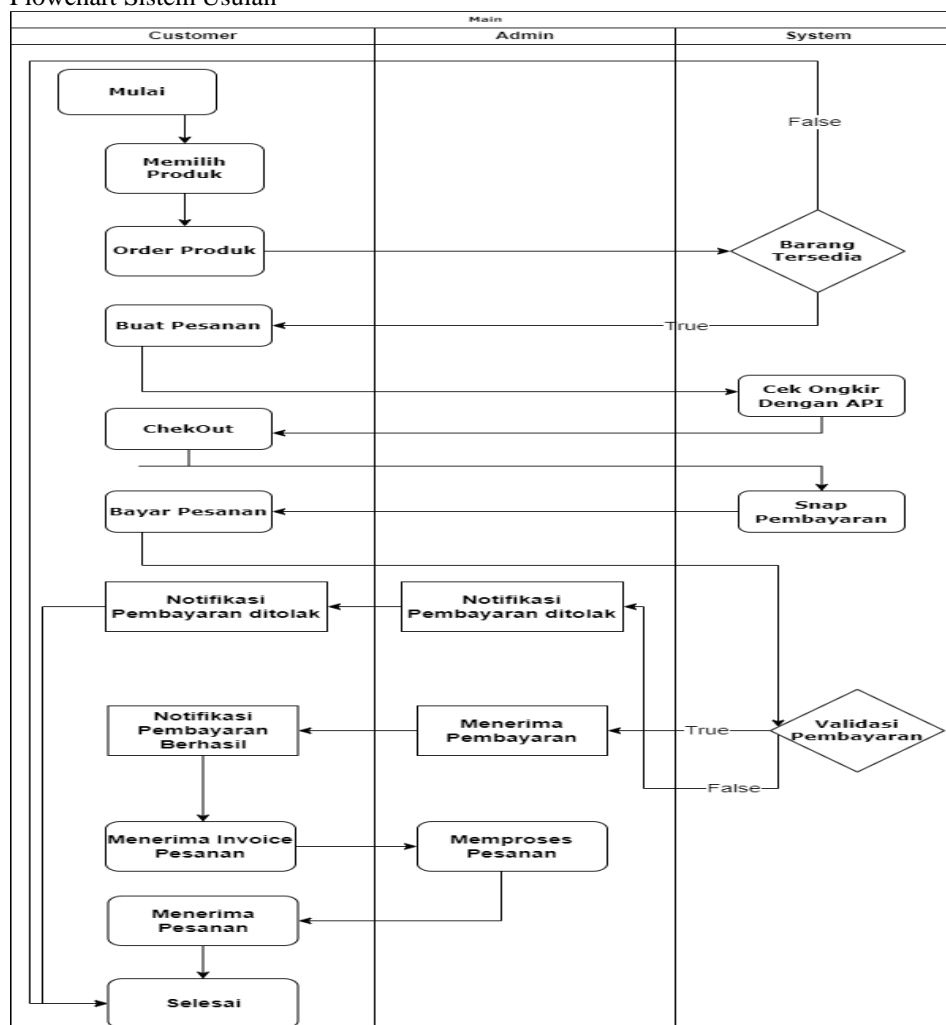 Flowchart Sistem Usulan
Main
Customer
Admin
System
Mulai
False
Memilih
Produk
Order Produk
Barang
Tersedia
Buat Pesanan
True
Cek Ongkir
Dengan API
ChekOut
Bayar Pesanan
Snap
Pembayaran
Notifikasi
Pembayaran ditolak
Notifikasi
Pembayaran ditolak
Notifikasi
Pembayaran
Berhasil
Menerima
Pembayaran
True
Validasi
Pembayaran
False
Menerima Invoice
Pesanan
Memproses
Pesanan
Menerima
Pesanan
Selesai